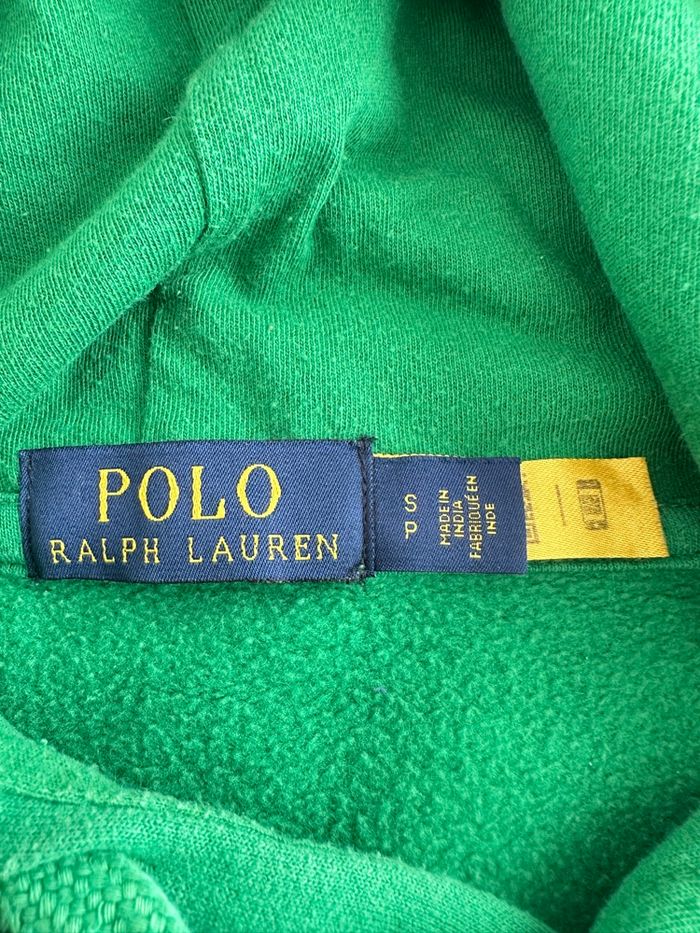 POLO
RALPH LAUREN
S
P
MADE IN
INDIA
FABRIQUÉ EN
INDE